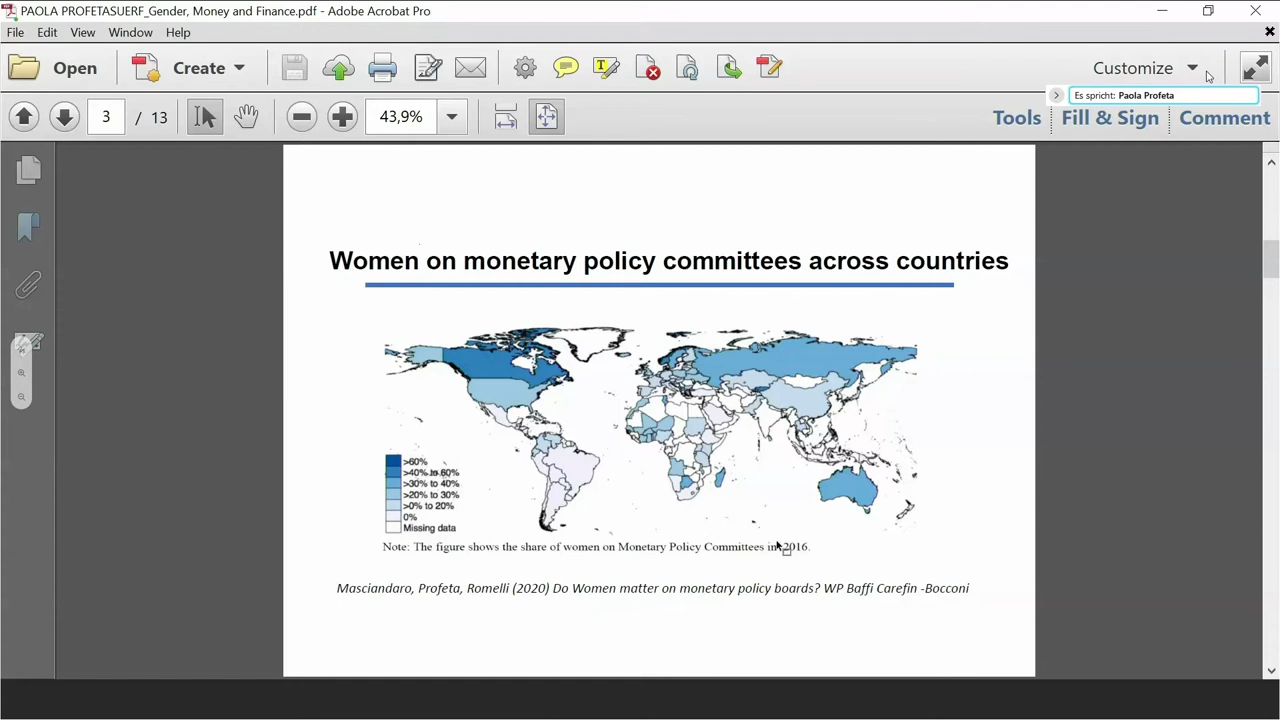 PAOLA PROFETASUERF_Gender, Money and Finance.pdf - Adobe Acrobat Pro
File Edit View Window Help
Open Create Customize
Es spricht: Paola Profeta
3 / 13 43,9% Tools Fill & Sign Comment
Women on monetary policy committees across countries
>60%
>40% to 60%
>30% to 40%
>20% to 30%
>0% to 20%
0%
Missing data
Note: The figure shows the share of women on Monetary Policy Committees in 2016.
Masciandaro, Profeta, Romelli (2020) Do Women matter on monetary policy boards? WP Baffi Carefin -Bocconi